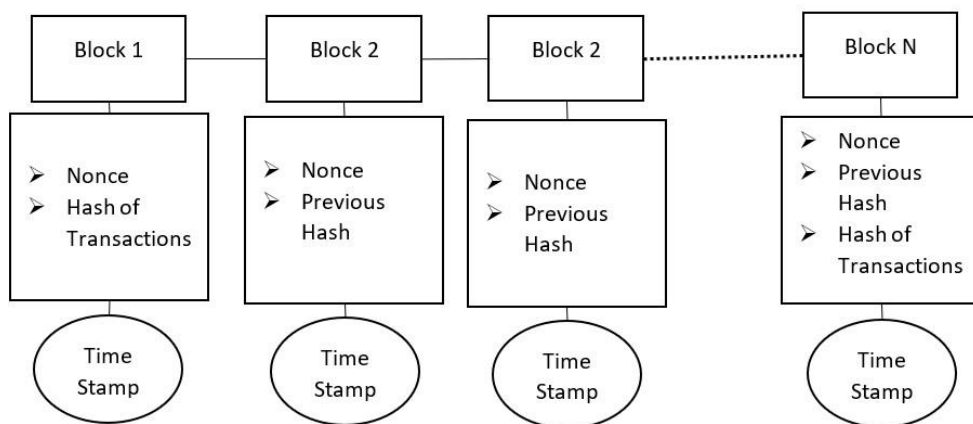 Block 1
Block 2
Block 2
Block N
➢ Nonce
➢ Hash of
Transactions
➢ Nonce
➢ Previous
Hash
➢ Nonce
➢ Previous
Hash
➢ Nonce
➢ Previous
Hash
➢ Hash of
Transactions
Time
Stamp
Time
Stamp
Time
Stamp
Time
Stamp